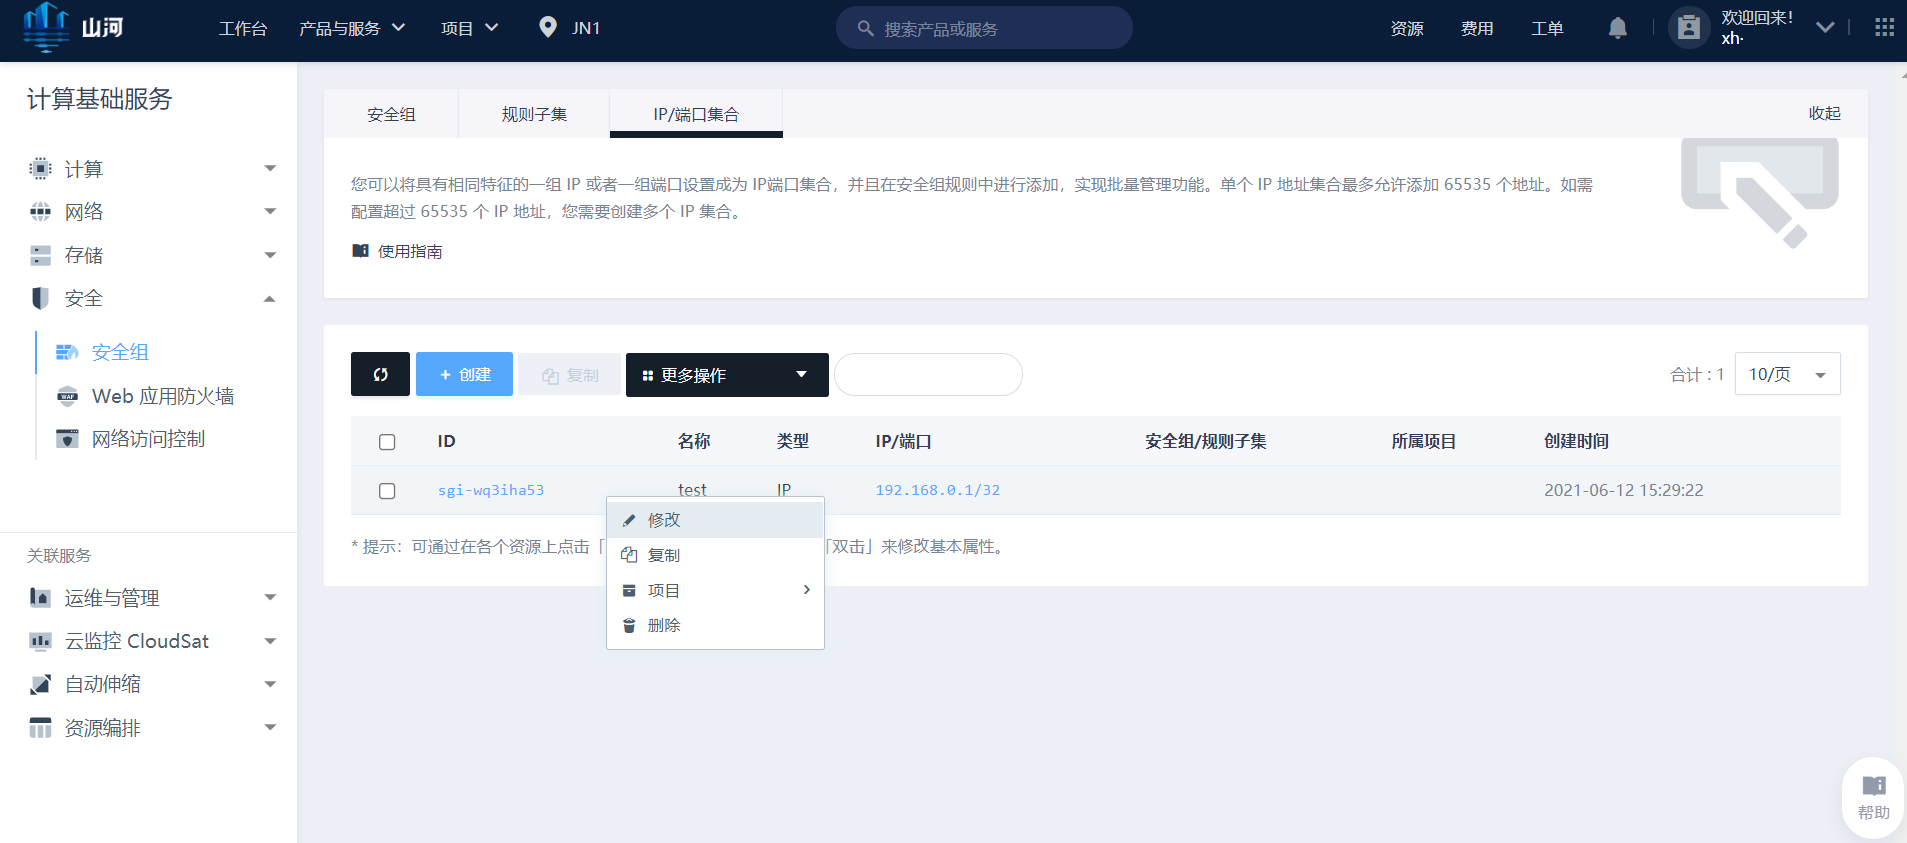 山河
工作台 产品与服务 项目 JN1 搜索产品或服务 资源 费用 工单 欢迎回来！
xh·
计算基础服务
计算
网络
存储
安全
安全组
Web 应用防火墙
网络访问控制
关联服务
运维与管理
云监控 CloudSat
自动伸缩
资源编排
安全组 规则子集 IP/端口集合 收起
您可以将具有相同特征的一组 IP 或者一组端口设置成为 IP端口集合，并且在安全组规则中进行添加，实现批量管理功能。单个 IP 地址集合最多允许添加 65535 个地址。如需
配置超过 65535 个 IP 地址，您需要创建多个 IP 集合。
使用指南
+ 创建 复制 更多操作 合计：1 10/页
ID 名称 类型 IP/端口 安全组/规则子集 所属项目 创建时间
sgi-wq3iha53 test IP 192.168.0.1/32 2021-06-12 15:29:22
* 提示：可通过在各个资源上点击「 「双击」来修改基本属性。
修改
复制
项目
删除
帮助